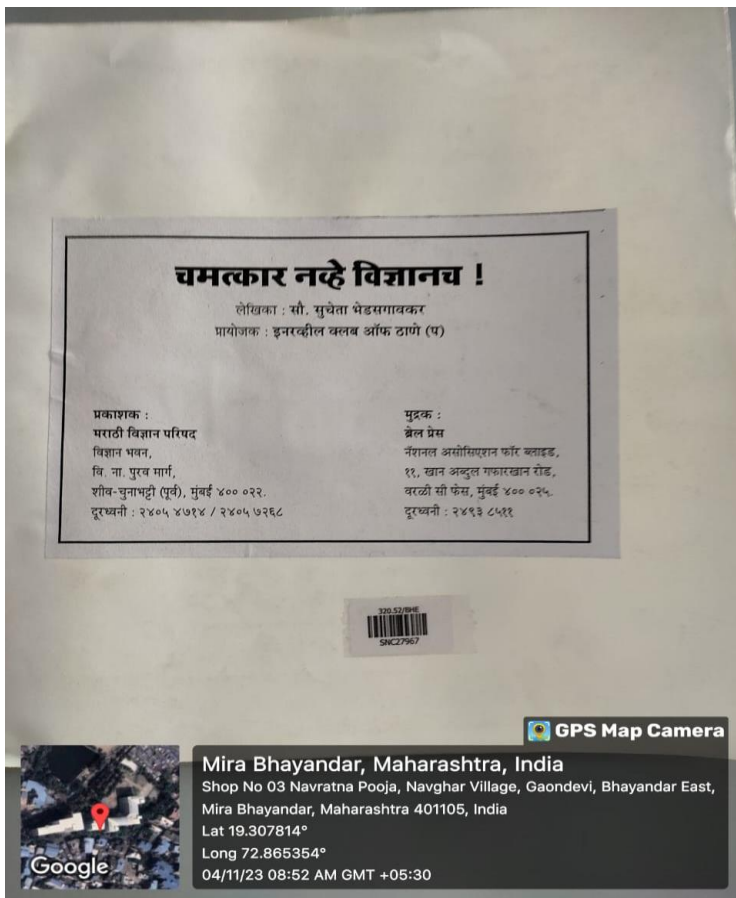 चमत्कार नव्हे विज्ञानच !
लेखिका : सौ. सुचेता भेडसगावकर
प्रायोजक : इनरव्हील क्लब ऑफ ठाणे (प)
प्रकाशक :
मराठी विज्ञान परिषद
विज्ञान भवन,
वि. ना. पुरव मार्ग,
शीव-चुनाभट्टी (पूर्व), मुंबई ४०० ०२२.
दूरध्वनी : २४०५ ४७१४ / २४०५ ७२६८
मुद्रक :
ब्रेल प्रेस
नॅशनल असोसिएशन फॉर ब्लाइंड,
११, खान अब्दुल गफारखान रोड,
वरळी सी फेस, मुंबई ४०० ०२५.
दूरध्वनी : २४९३ ८५११
320.52/BHE
SNC27967
GPS Map Camera
Mira Bhayandar, Maharashtra, India
Shop No 03 Navratna Pooja, Navghar Village, Gaondevi, Bhayandar East,
Mira Bhayandar, Maharashtra 401105, India
Lat 19.307814°
Long 72.865354°
04/11/23 08:52 AM GMT +05:30
Google